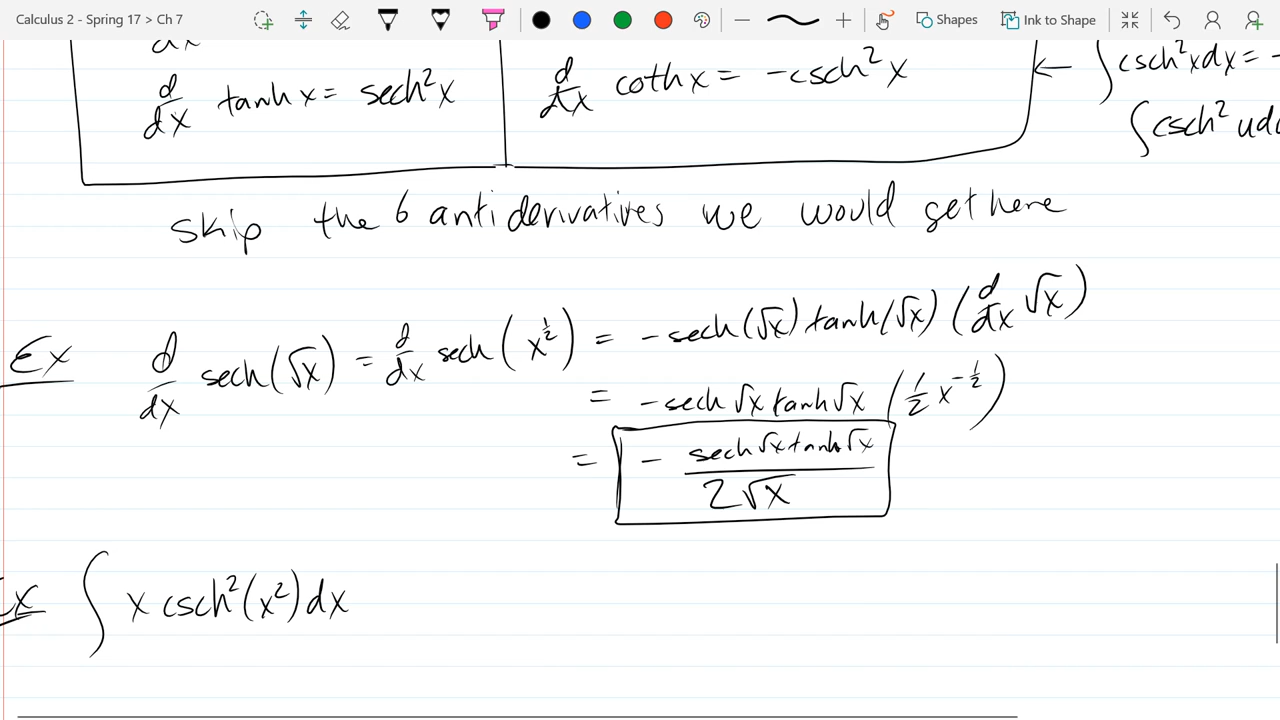 Calculus 2 - Spring 17 > Ch 7
Shapes
Ink to Shape
dx
d/dx tanh x = sech²x
d/dx coth x = -csch²x
← ∫csch²x dx = -
∫csch² u du
skip the 6 antiderivatives we would get here
Ex d/dx sech(√x) = d/dx sech(x^½) = -sech(√x) tanh(√x) (d/dx √x)
= -sech √x tanh √x (½ x^-½)
= - sech √x tanh √x / 2√x
Ex ∫ x csch²(x²) dx